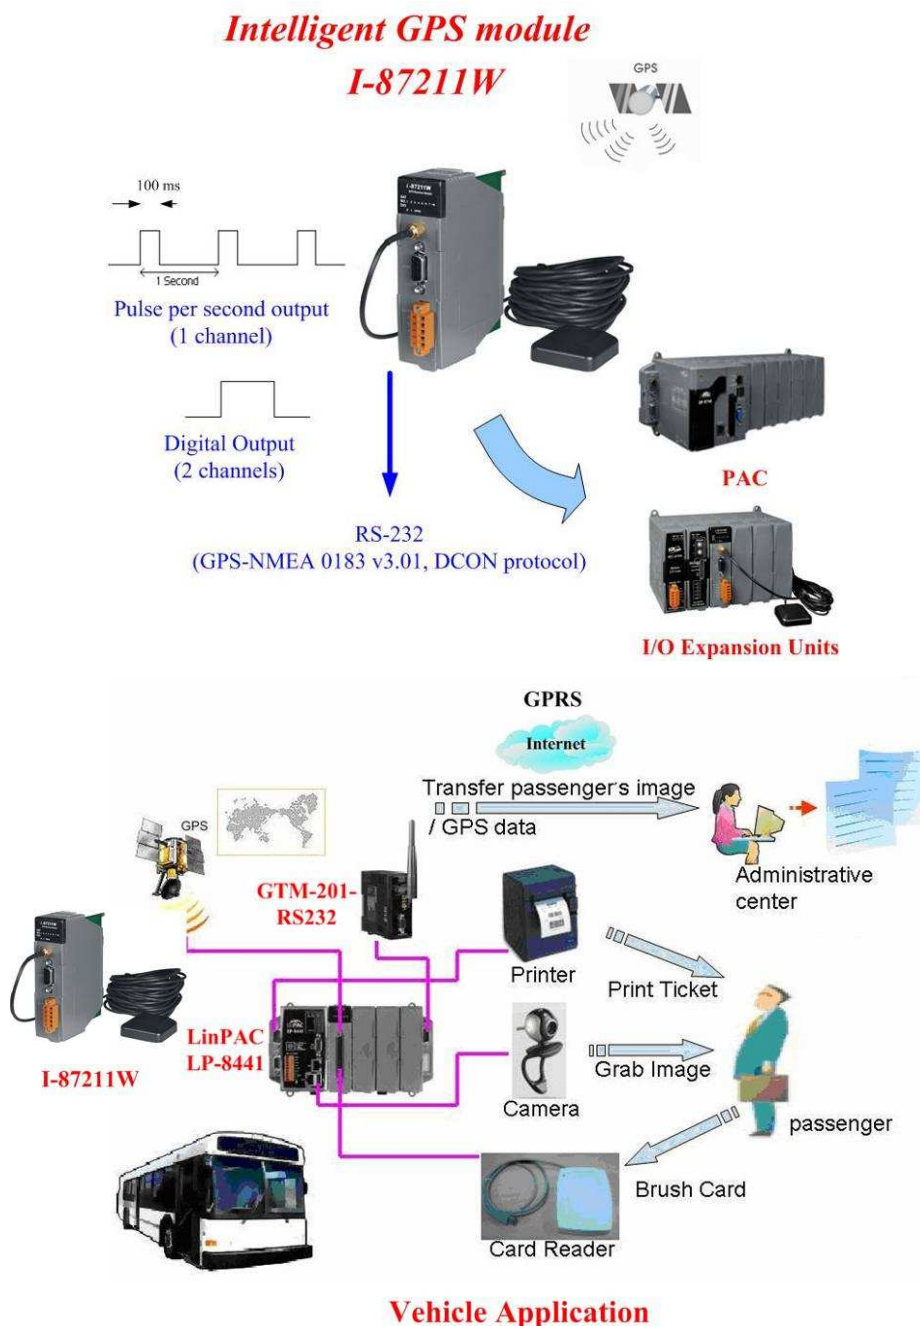 Intelligent GPS module
I-87211W
GPS
100 ms
I-87211W
1 Second
Pulse per second output
(1 channel)
Digital Output
(2 channels)
PAC
RS-232
(GPS-NMEA 0183 v3.01, DCON protocol)
I/O Expansion Units
GPRS
Internet
Transfer passenger's image
/ GPS data
GPS
GTM-201-
RS232
Administrative
center
Printer
Print Ticket
LinPAC
LP-8441
I-87211W
Grab Image
Camera
passenger
Brush Card
Card Reader
Vehicle Application